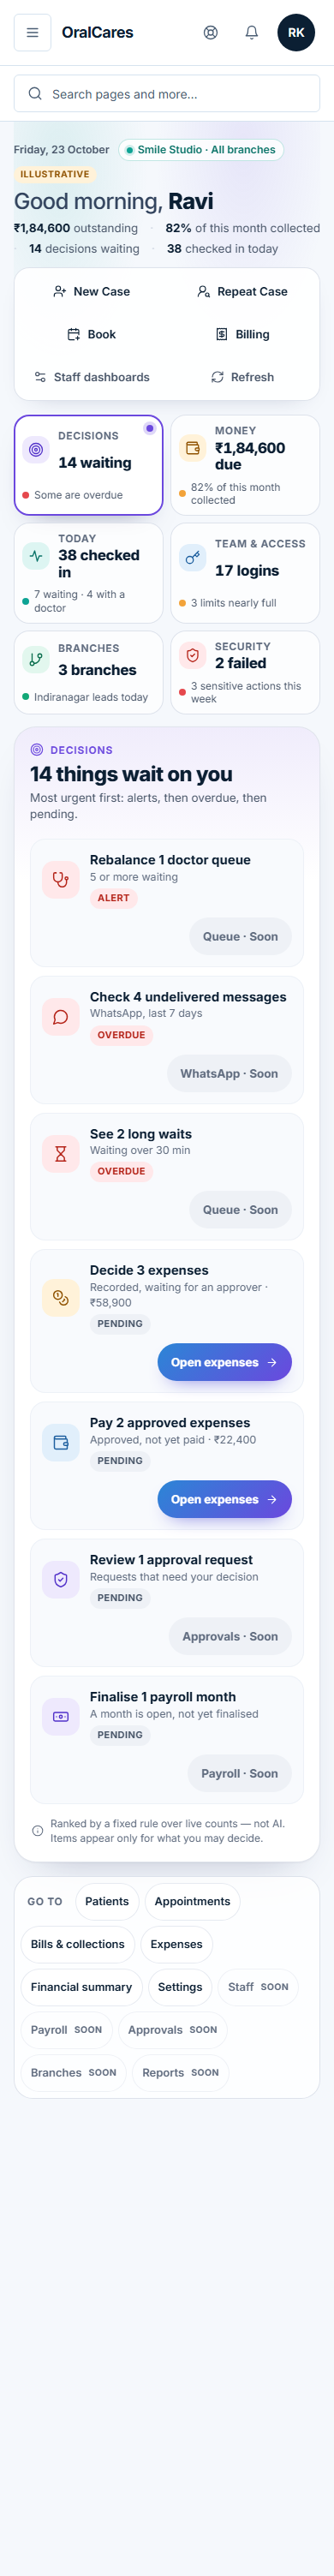 OralCares
RK
Search pages and more...
Friday, 23 October
Smile Studio · All branches
ILLUSTRATIVE
Good morning, Ravi
₹1,84,600 outstanding · 82% of this month collected
· 14 decisions waiting · 38 checked in today
New Case
Repeat Case
Book
Billing
Staff dashboards
Refresh
DECISIONS
14 waiting
Some are overdue
MONEY
₹1,84,600
due
82% of this month
collected
TODAY
38 checked
in
7 waiting · 4 with a
doctor
TEAM & ACCESS
17 logins
3 limits nearly full
BRANCHES
3 branches
Indiranagar leads today
SECURITY
2 failed
3 sensitive actions this
week
DECISIONS
14 things wait on you
Most urgent first: alerts, then overdue, then
pending.
Rebalance 1 doctor queue
5 or more waiting
ALERT
Queue · Soon
Check 4 undelivered messages
WhatsApp, last 7 days
OVERDUE
WhatsApp · Soon
See 2 long waits
Waiting over 30 min
OVERDUE
Queue · Soon
Decide 3 expenses
Recorded, waiting for an approver ·
₹58,900
PENDING
Open expenses →
Pay 2 approved expenses
Approved, not yet paid · ₹22,400
PENDING
Open expenses →
Review 1 approval request
Requests that need your decision
PENDING
Approvals · Soon
Finalise 1 payroll month
A month is open, not yet finalised
PENDING
Payroll · Soon
Ranked by a fixed rule over live counts — not AI.
Items appear only for what you may decide.
GO TO Patients Appointments
Bills & collections Expenses
Financial summary Settings Staff SOON
Payroll SOON Approvals SOON
Branches SOON Reports SOON